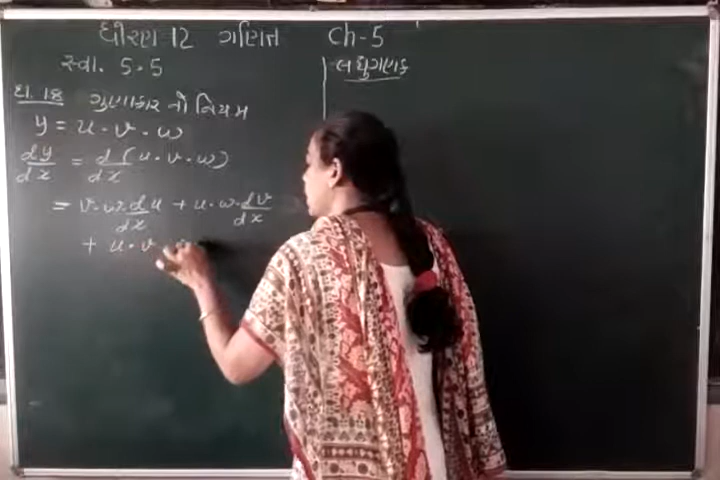 ધોરણ 12 ગણિત Ch-5
સ્વા. 5.5
લઘુગણક
દા. 18 ગુણાકાર નો નિયમ
y = u · v · w
dy/dx = d/dx (u · v · w)
= v · w du/dx + u · w · dv/dx
+ u · v ·